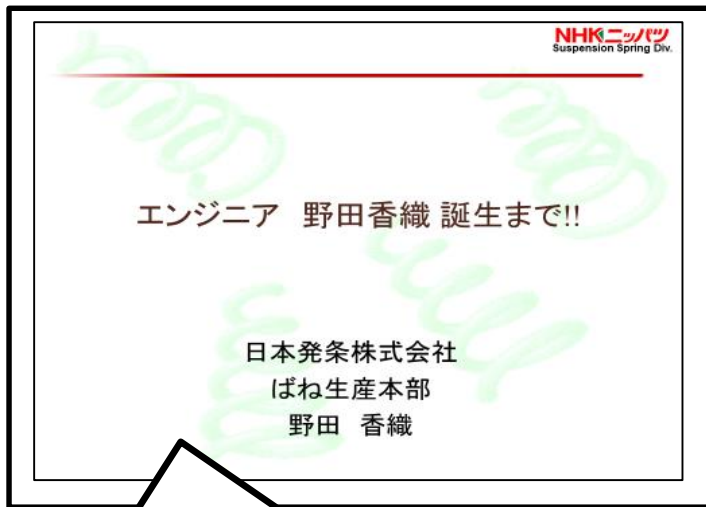 NHKニッパツ
Suspension Spring Div.
エンジニア　野田香織 誕生まで!!
日本発条株式会社
ばね生産本部
野田　香織